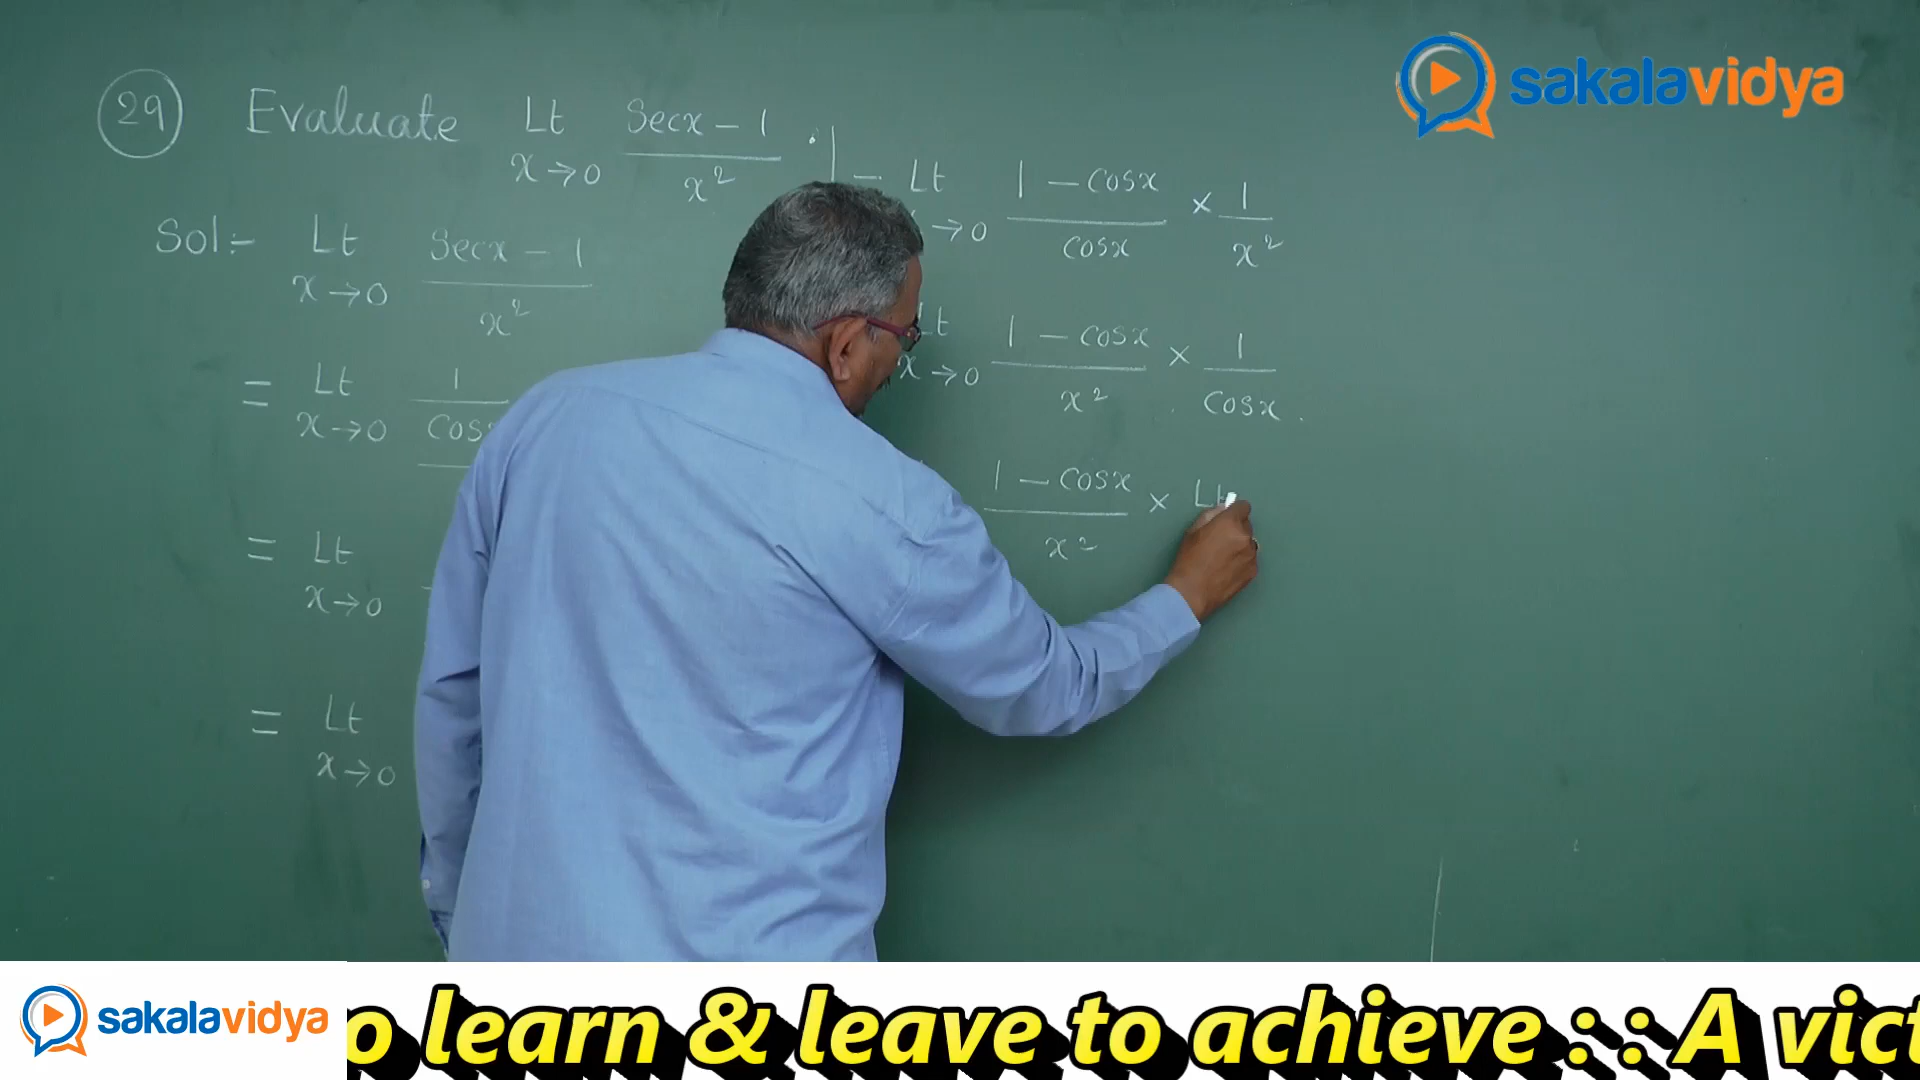 sakalavidya
29 Evaluate Lt x→0 Secx - 1 / x²
Sol:- Lt x→0 Secx - 1 / x²
= Lt x→0 1 / cos
= Lt x→0
= Lt x→0
- Lt →0 1 - cosx / cosx × 1 / x²
Lt x→0 1 - cosx / x² × 1 / cosx
1 - cosx / x² × Lt
sakalavidya
o learn & leave to achieve : : A vict